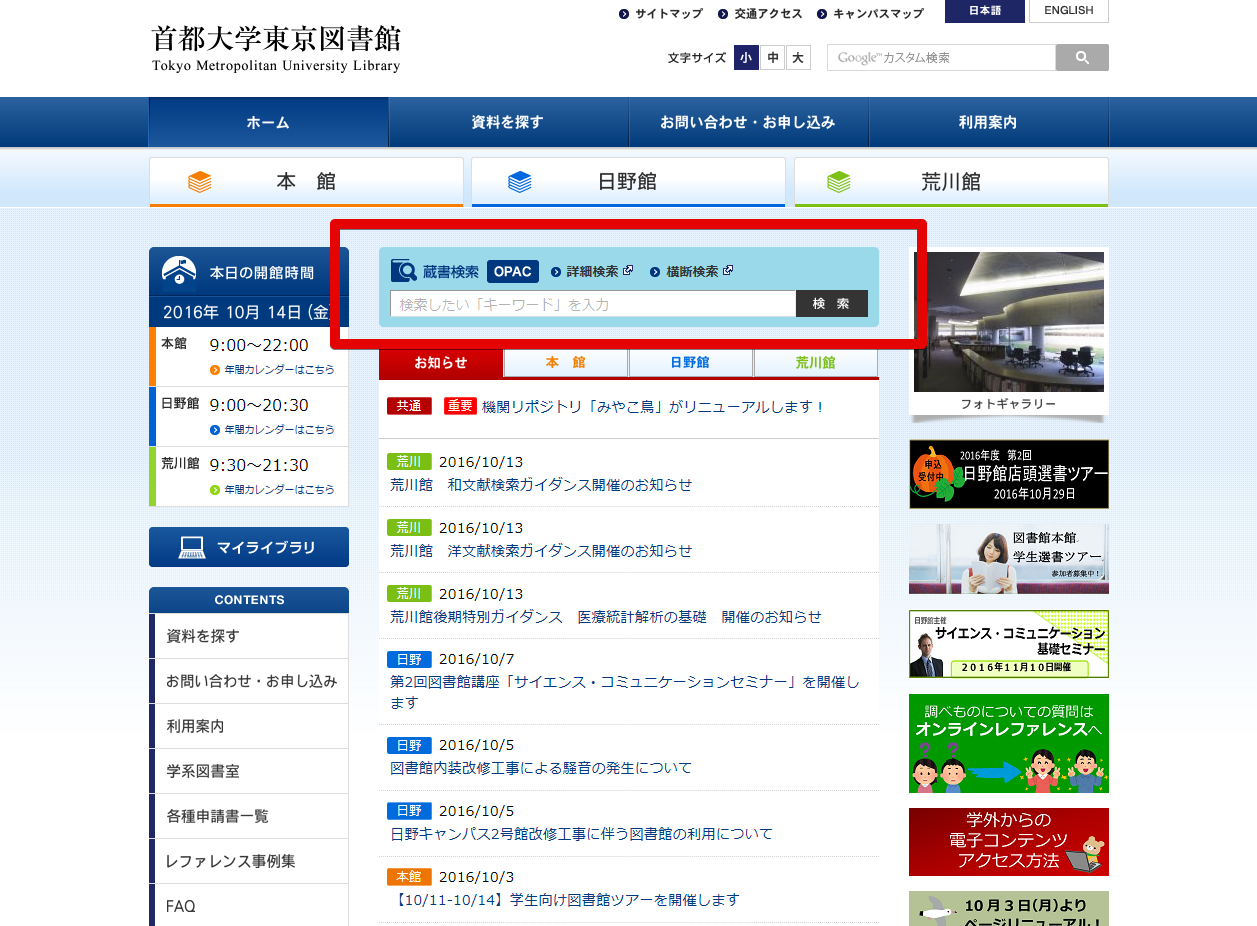 サイトマップ 交通アクセス キャンパスマップ 日本語 ENGLISH
首都大学東京図書館
Tokyo Metropolitan University Library
文字サイズ 小 中 大 Google™カスタム検索
ホーム 資料を探す お問い合わせ・お申し込み 利用案内
本 館 日野館 荒川館
本日の開館時間
2016年 10月 14日 (金)
本館 9:00〜22:00
年間カレンダーはこちら
日野館 9:00〜20:30
年間カレンダーはこちら
荒川館 9:30〜21:30
年間カレンダーはこちら
マイライブラリ
CONTENTS
資料を探す
お問い合わせ・お申し込み
利用案内
学系図書室
各種申請書一覧
レファレンス事例集
FAQ
蔵書検索 OPAC 詳細検索 横断検索
検索したい「キーワード」を入力 検 索
お知らせ 本 館 日野館 荒川館
共通 重要 機関リポジトリ「みやこ鳥」がリニューアルします！
荒川 2016/10/13
荒川館 和文献検索ガイダンス開催のお知らせ
荒川 2016/10/13
荒川館 洋文献検索ガイダンス開催のお知らせ
荒川 2016/10/13
荒川館後期特別ガイダンス 医療統計解析の基礎 開催のお知らせ
日野 2016/10/7
第2回図書館講座「サイエンス・コミュニケーションセミナー」を開催し
ます
日野 2016/10/5
図書館内装改修工事による騒音の発生について
日野 2016/10/5
日野キャンパス2号館改修工事に伴う図書館の利用について
本館 2016/10/3
【10/11-10/14】学生向け図書館ツアーを開催します
フォトギャラリー
申込
受付中
2016年度 第2回
日野館店頭選書ツアー
2016年10月29日
図書館本館
学生選書ツアー
参加者募集中！
日野館主催
サイエンス・コミュニケーション
基礎セミナー
2016年11月10日開催
調べものについての質問は
オンラインレファレンスへ
? ?
学外からの
電子コンテンツ
アクセス方法
10月3日(月)より
ページリニューアル！